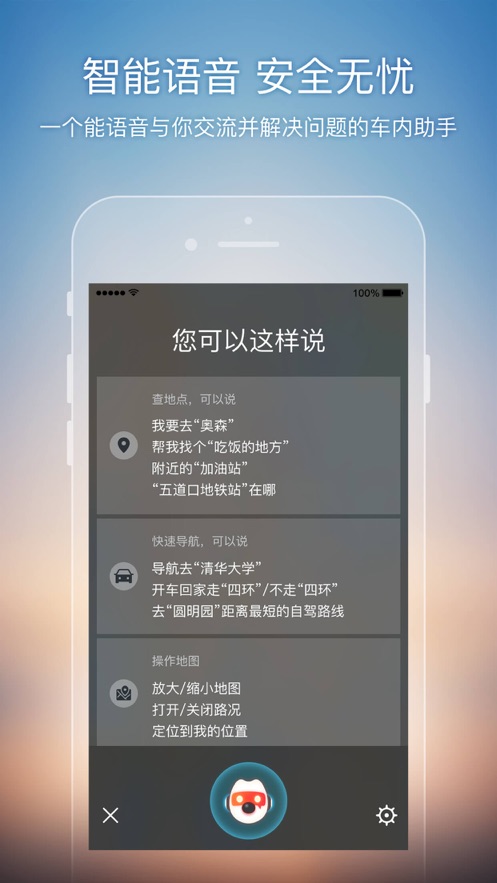 智能语音 安全无忧
一个能语音与你交流并解决问题的车内助手
100%
您可以这样说
查地点，可以说
我要去“奥森”
帮我找个“吃饭的地方”
附近的“加油站”
“五道口地铁站”在哪
快速导航，可以说
导航去“清华大学”
开车回家走“四环”/不走“四环”
去“圆明园”距离最短的自驾路线
操作地图
放大/缩小地图
打开/关闭路况
定位到我的位置